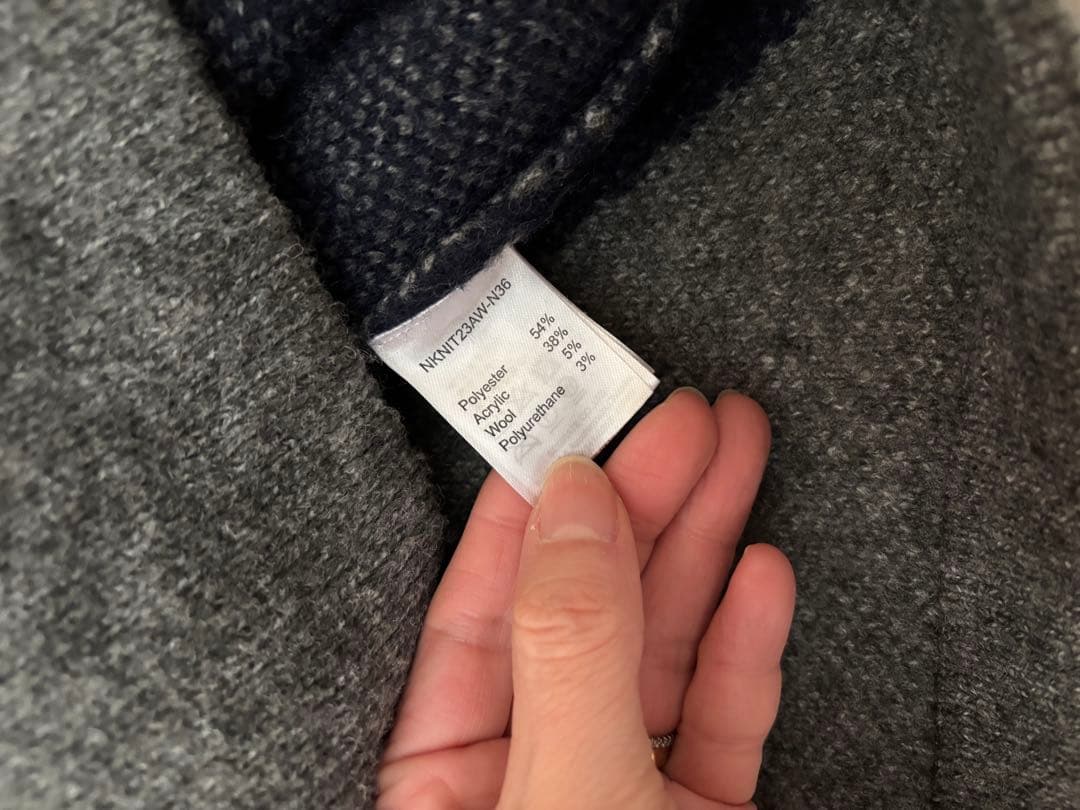 NKNIT23AW-N36
Polyester 54%
Acrylic 38%
Wool 5%
Polyurethane 3%